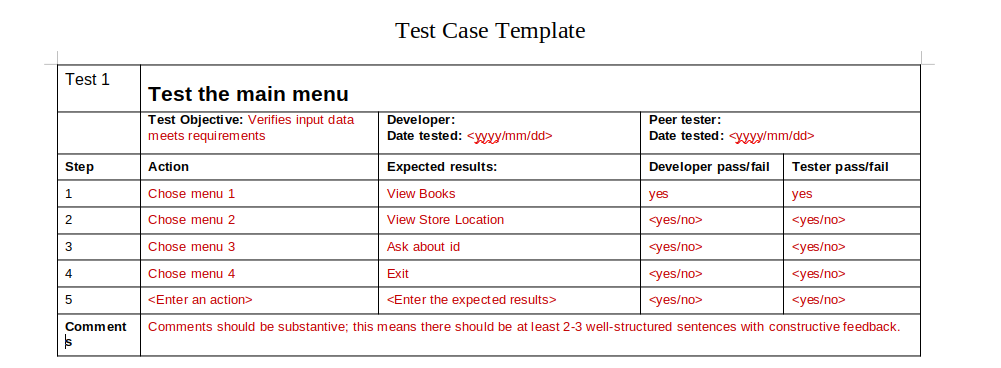 Test Case Template
Test 1
Test the main menu
Test Objective: Verifies input data
meets requirements
Developer:
Date tested: <yyyy/mm/dd>
Peer tester:
Date tested: <yyyy/mm/dd>
Step Action Expected results: Developer pass/fail Tester pass/fail
1 Chose menu 1 View Books yes yes
2 Chose menu 2 View Store Location <yes/no> <yes/no>
3 Chose menu 3 Ask about id <yes/no> <yes/no>
4 Chose menu 4 Exit <yes/no> <yes/no>
5 <Enter an action> <Enter the expected results> <yes/no> <yes/no>
Comment
s
Comments should be substantive; this means there should be at least 2-3 well-structured sentences with constructive feedback.